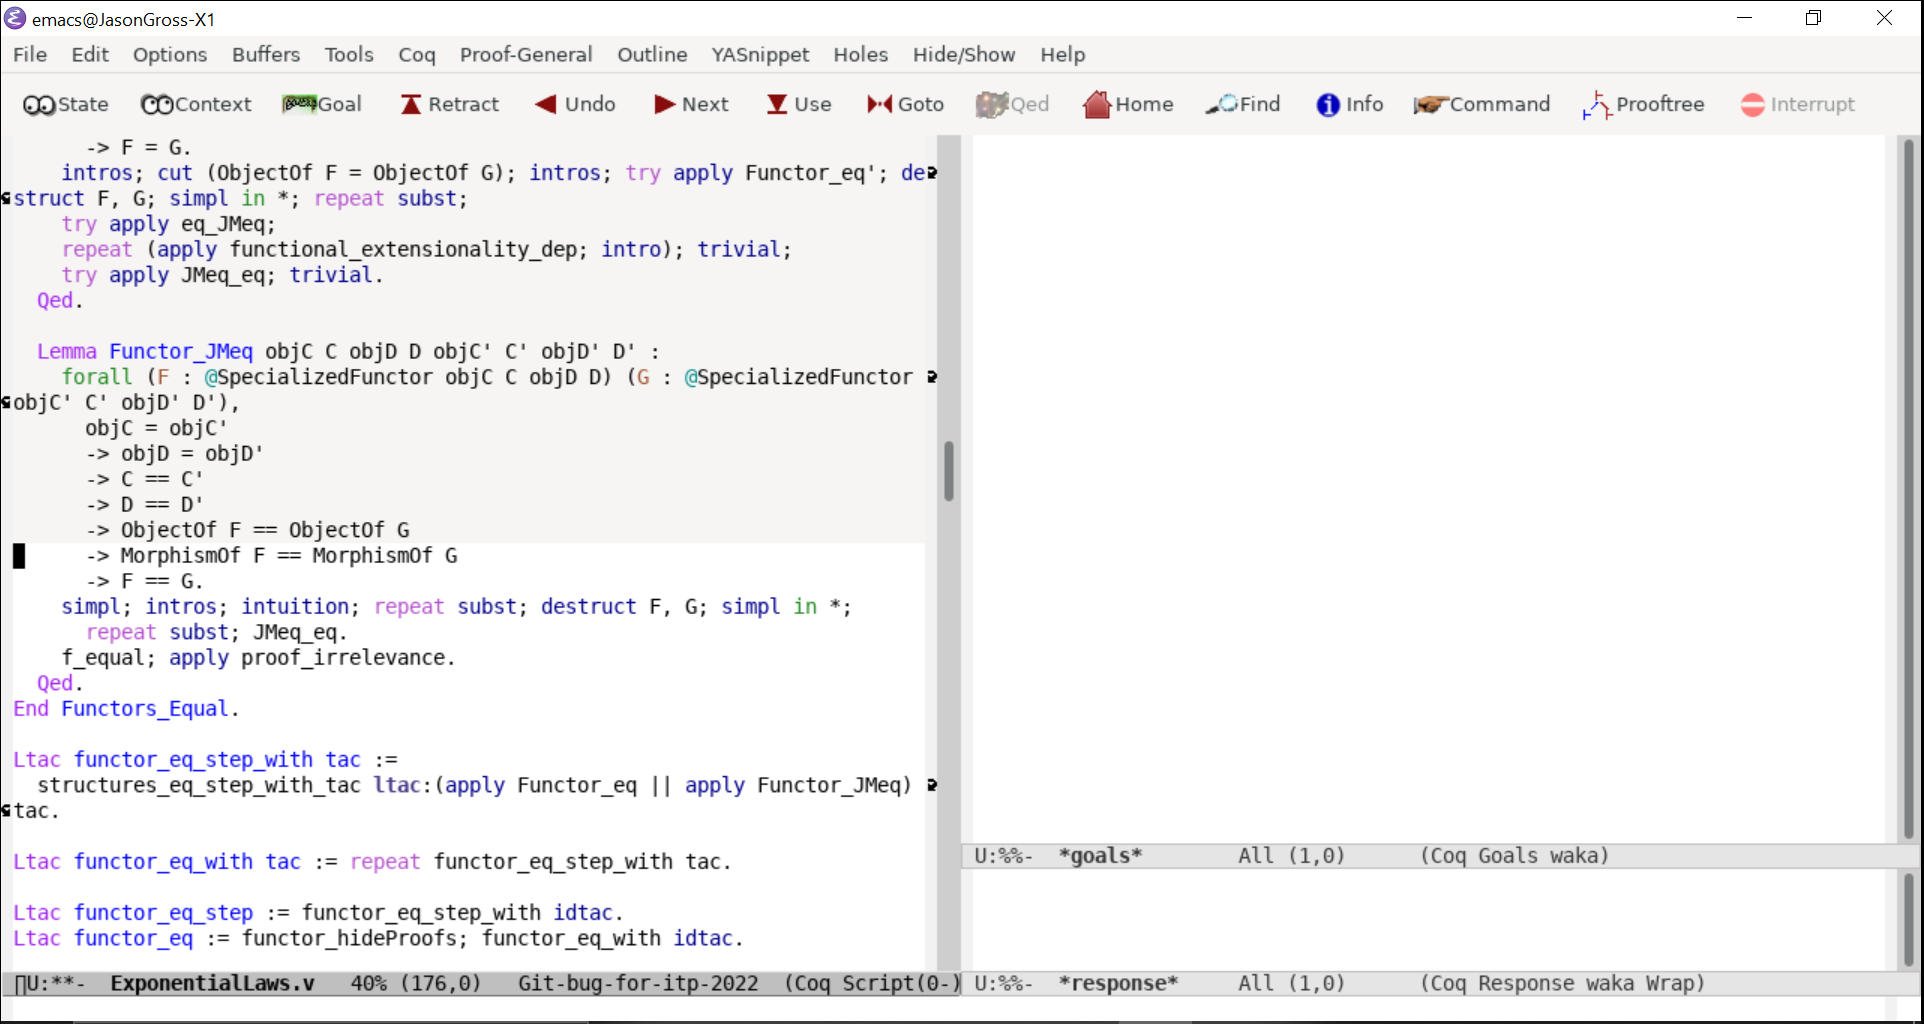 emacs@JasonGross-X1
File Edit Options Buffers Tools Coq Proof-General Outline YASnippet Holes Hide/Show Help
State Context Goal Retract Undo Next Use Goto Qed Home Find Info Command Prooftree Interrupt
-> F = G.
intros; cut (ObjectOf F = ObjectOf G); intros; try apply Functor_eq'; de
struct F, G; simpl in *; repeat subst;
try apply eq_JMeq;
repeat (apply functional_extensionality_dep; intro); trivial;
try apply JMeq_eq; trivial.
Qed.
Lemma Functor_JMeq objC C objD D objC' C' objD' D' :
forall (F : @SpecializedFunctor objC C objD D) (G : @SpecializedFunctor
objC' C' objD' D'),
objC = objC'
-> objD = objD'
-> C == C'
-> D == D'
-> ObjectOf F == ObjectOf G
-> MorphismOf F == MorphismOf G
-> F == G.
simpl; intros; intuition; repeat subst; destruct F, G; simpl in *;
repeat subst; JMeq_eq.
f_equal; apply proof_irrelevance.
Qed.
End Functors_Equal.
Ltac functor_eq_step_with tac :=
structures_eq_step_with_tac ltac:(apply Functor_eq || apply Functor_JMeq)
tac.
Ltac functor_eq_with tac := repeat functor_eq_step_with tac.
Ltac functor_eq_step := functor_eq_step_with idtac.
Ltac functor_eq := functor_hideProofs; functor_eq_with idtac.
U:**- ExponentialLaws.v 40% (176,0) Git-bug-for-itp-2022 (Coq Script(0-)
U:%%- *goals* All (1,0) (Coq Goals waka)
U:%%- *response* All (1,0) (Coq Response waka Wrap)